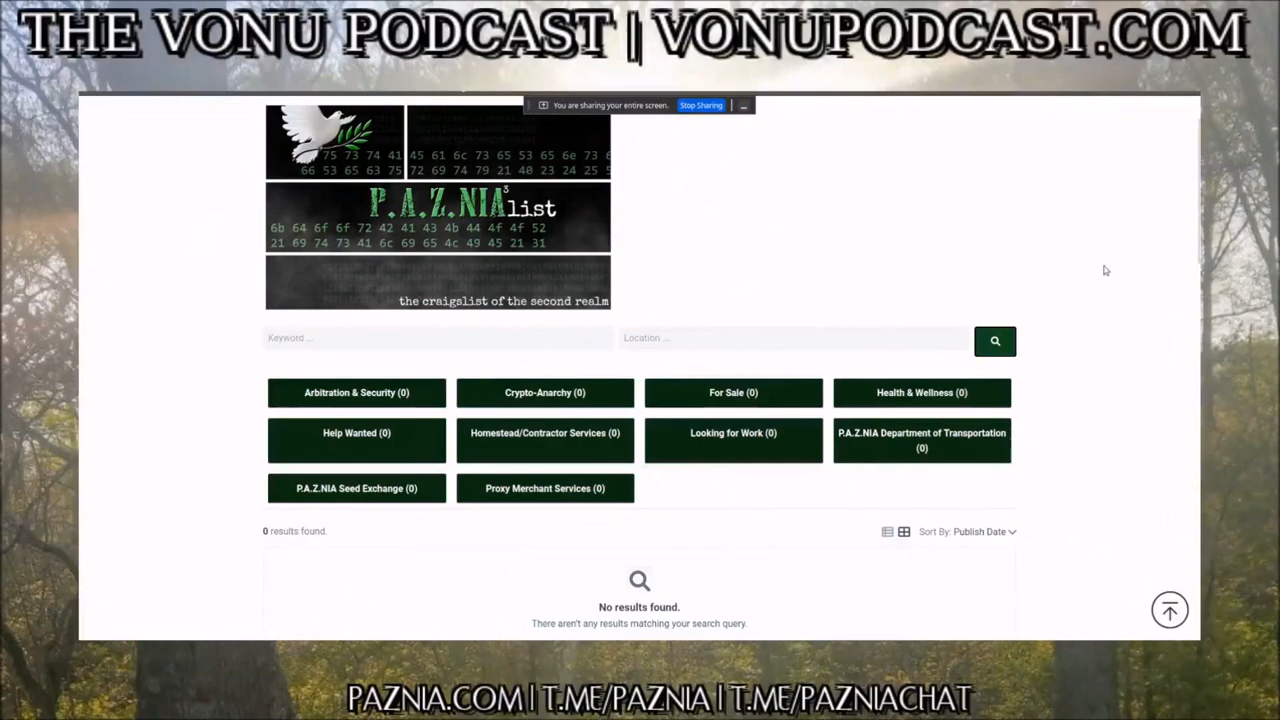 THE VONU PODCAST | VONUPODCAST.COM
You are sharing your entire screen. Stop Sharing
75 73 74 41 45 61 6c 73 65 53 65 6e 73 6
66 53 65 63 75 72 69 74 79 21 40 23 24 25
P.A.Z.NIA³list
6b 64 6f 6f 72 42 41 43 4b 44 4f 4f 52
21 69 74 73 41 6c 69 65 4c 49 45 21 31
the craigslist of the second realm
Keyword ... Location ...
Arbitration & Security (0) Crypto-Anarchy (0) For Sale (0) Health & Wellness (0)
Help Wanted (0) Homestead/Contractor Services (0) Looking for Work (0) P.A.Z.NIA Department of Transportation
(0)
P.A.Z.NIA Seed Exchange (0) Proxy Merchant Services (0)
0 results found. Sort By: Publish Date
No results found.
There aren't any results matching your search query.
PAZNIA.COM | T.ME/PAZNIA | T.ME/PAZNIACHAT